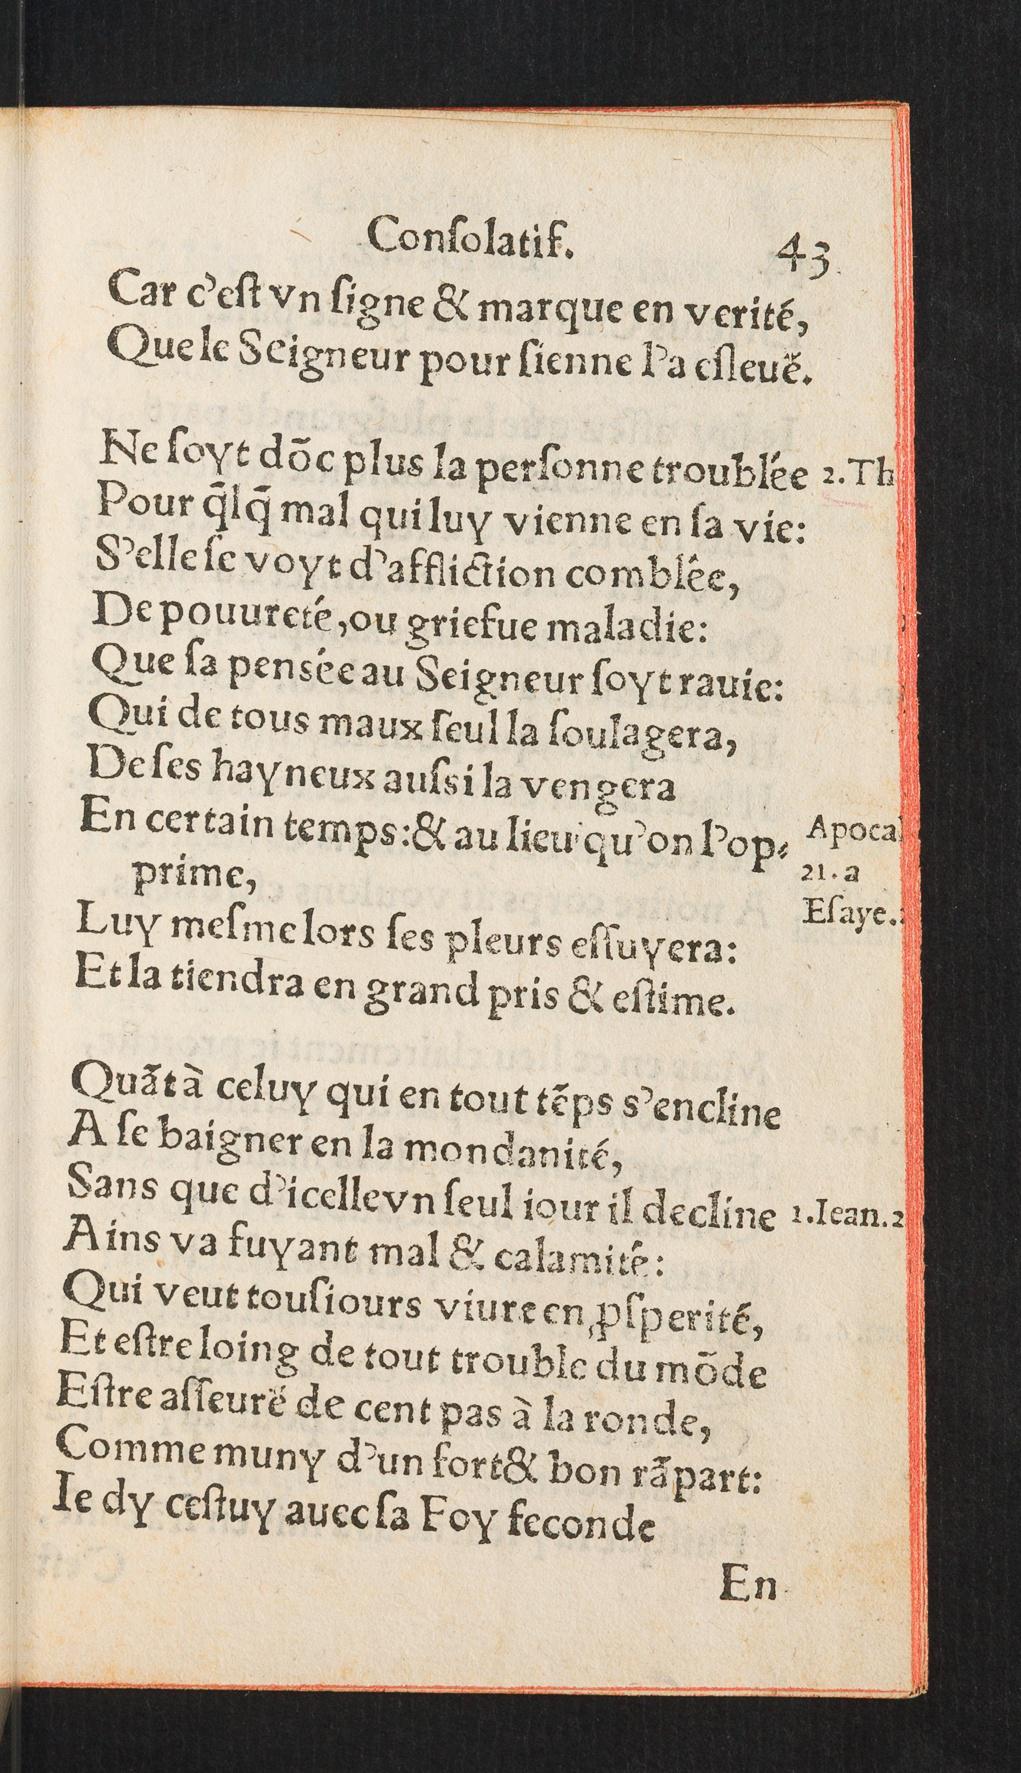 Conſolatif. 43
Car c'eſt vn ſigne & marque en verité,
Que le Seigneur pour ſienne l'a eſleuë.
Ne ſoyt dõc plus la perſonne troublée 2.Th
Pour q̃lq̃ mal qui luy vienne en ſa vie:
S'elle ſe voyt d'affliction comblée,
De pouureté, ou griefue maladie:
Que ſa pensée au Seigneur ſoyt rauie:
Qui de tous maux ſeul la ſoulagera,
De ſes hayneux auſsi la vengera
En certain temps:& au lieu qu'on l'op- Apocal
prime, 21.a
Eſaye.
Luy meſme lors ſes pleurs eſſuyera:
Et la tiendra en grand pris & eſtime.
Quãt à celuy qui en tout tẽps s'encline
A ſe baigner en la mondanité,
Sans que d'icelle vn ſeul iour il decline 1.Iean.2
Ains va fuyant mal & calamité:
Qui veut touſiours viure en ꝓſperité,
Et eſtre loing de tout trouble du mõde
Eſtre aſſeurë de cent pas à la ronde,
Comme muny d'un fort & bon rãpart:
Ie dy ceſtuy auec ſa Foy feconde
En